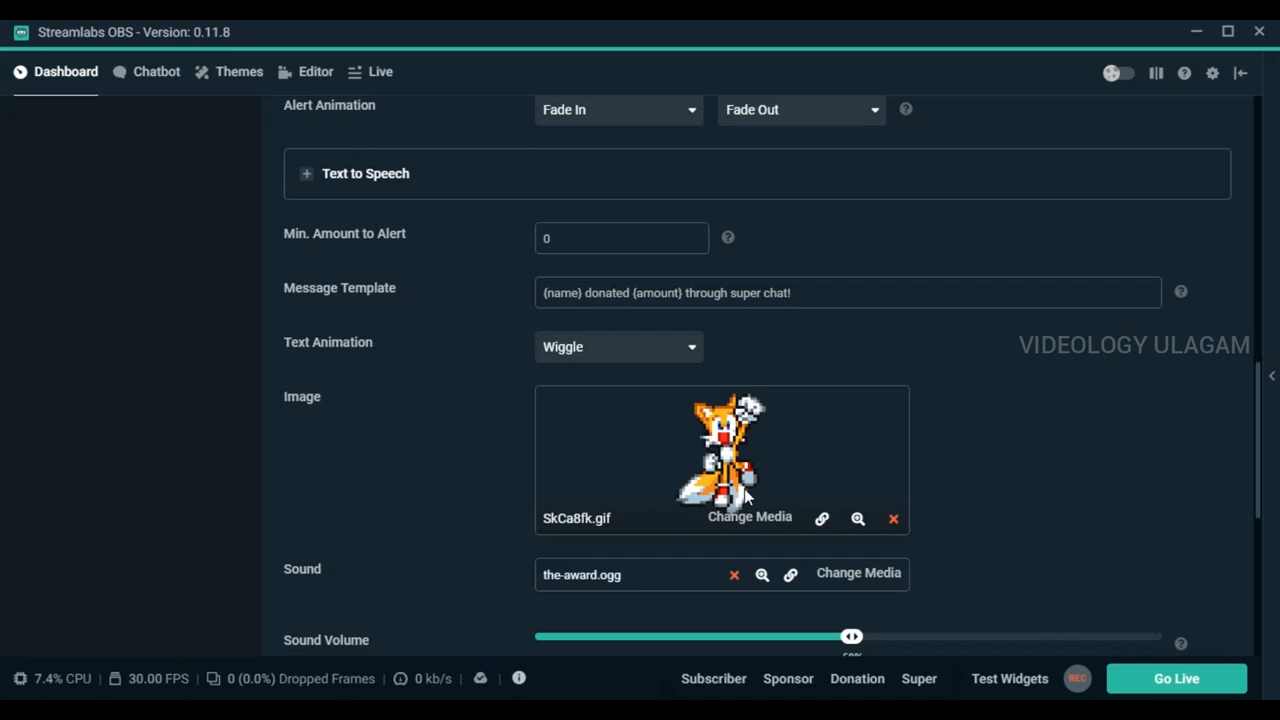 Streamlabs OBS - Version: 0.11.8
Dashboard Chatbot Themes Editor Live
Alert Animation Fade In Fade Out
+ Text to Speech
Min. Amount to Alert 0
Message Template {name} donated {amount} through super chat!
Text Animation Wiggle
VIDEOLOGY ULAGAM
Image
SkCa8fk.gif Change Media
Sound the-award.ogg Change Media
Sound Volume
50%
7.4% CPU | 30.00 FPS | 0 (0.0%) Dropped Frames | 0 kb/s Subscriber Sponsor Donation Super Test Widgets REC Go Live